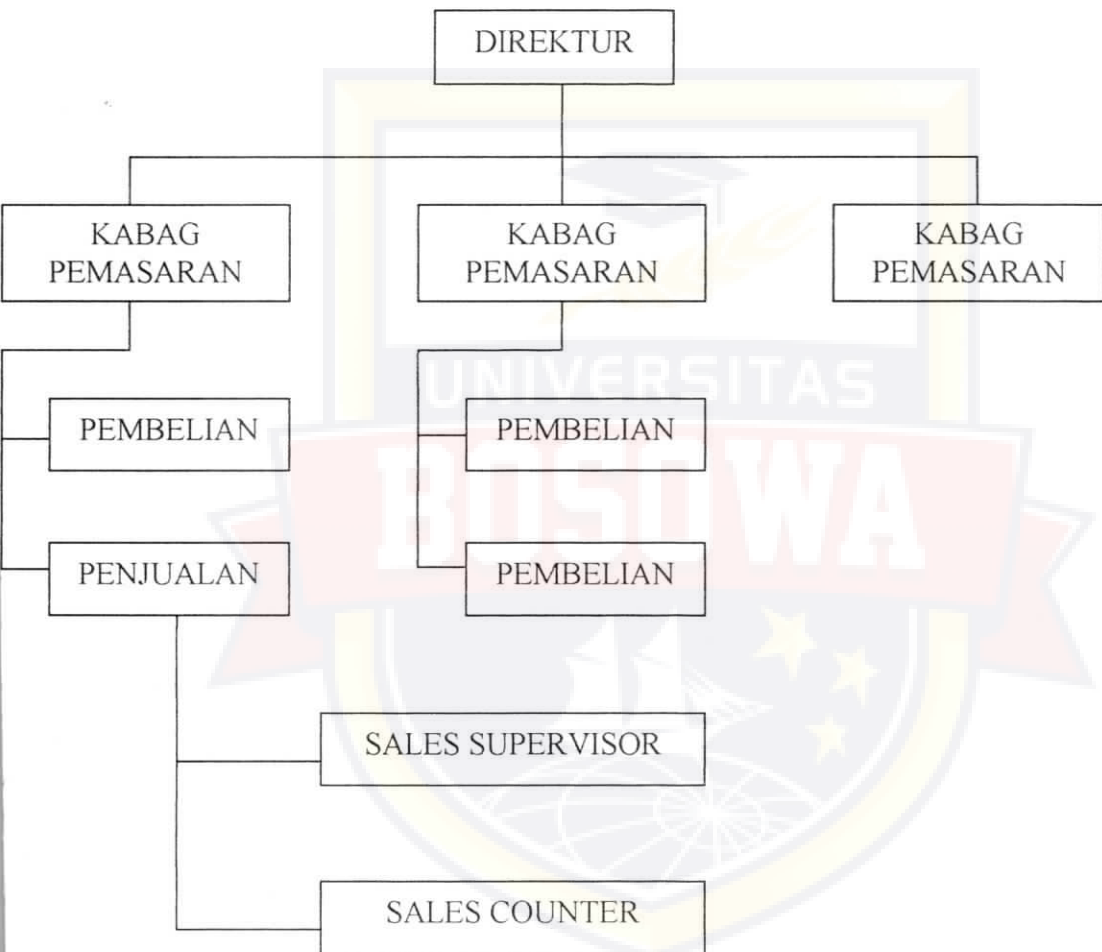 DIREKTUR
KABAG
PEMASARAN
KABAG
PEMASARAN
KABAG
PEMASARAN
PEMBELIAN
PEMBELIAN
PENJUALAN
PEMBELIAN
SALES SUPERVISOR
SALES COUNTER
UNIVERSITAS
BOSOWA